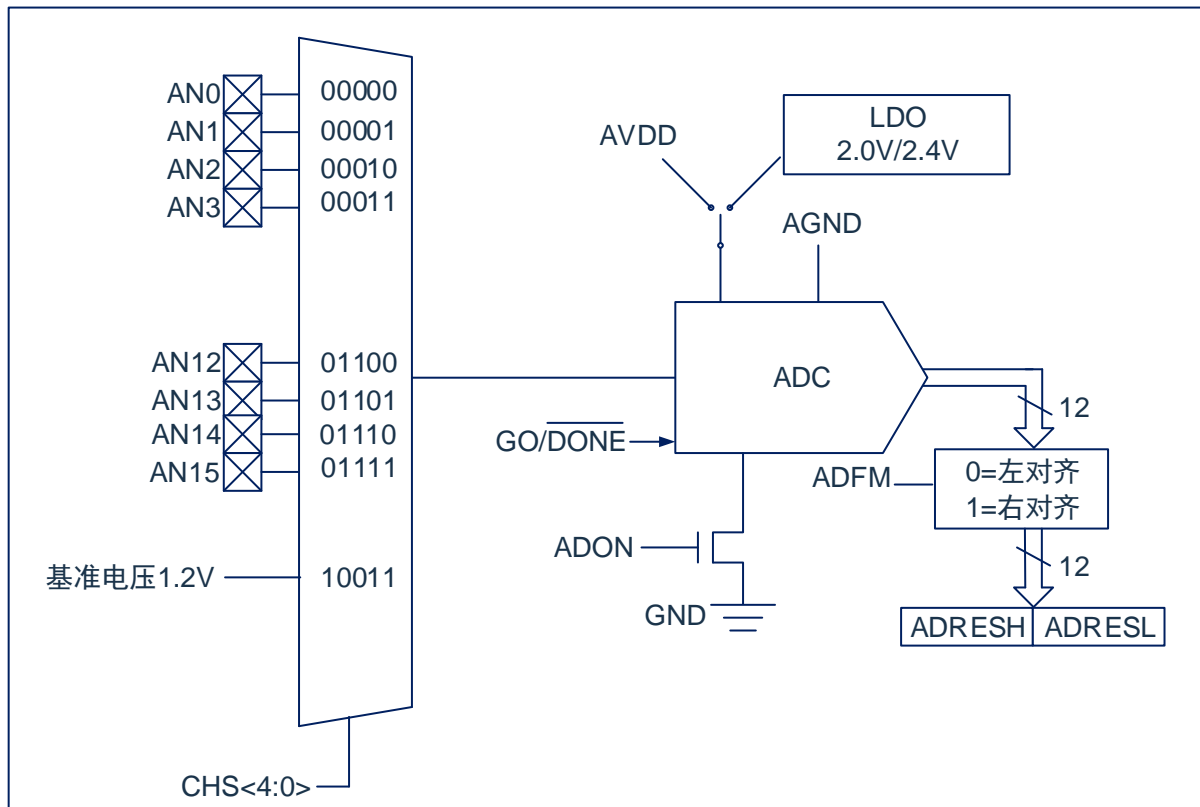 AN0
00000
AN1
00001
AN2
00010
AN3
00011
AN12
01100
AN13
01101
AN14
01110
AN15
01111
基准电压1.2V
10011
CHS<4:0>
AVDD
LDO
2.0V/2.4V
AGND
ADC
GO/DONE
12
ADFM
0=左对齐
1=右对齐
ADON
12
GND
ADRESH
ADRESL